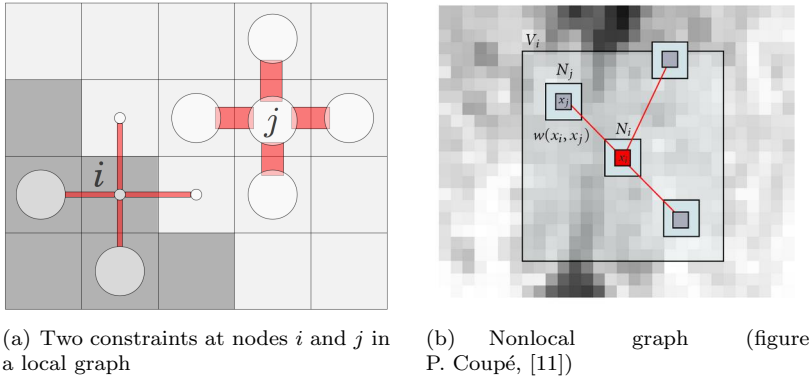 i
j
V_i
N_j
x_j
w(x_i, x_j)
N_i
x_i
(a) Two constraints at nodes i and j in
a local graph
(b) Nonlocal graph (figure
P. Coupé, [11])